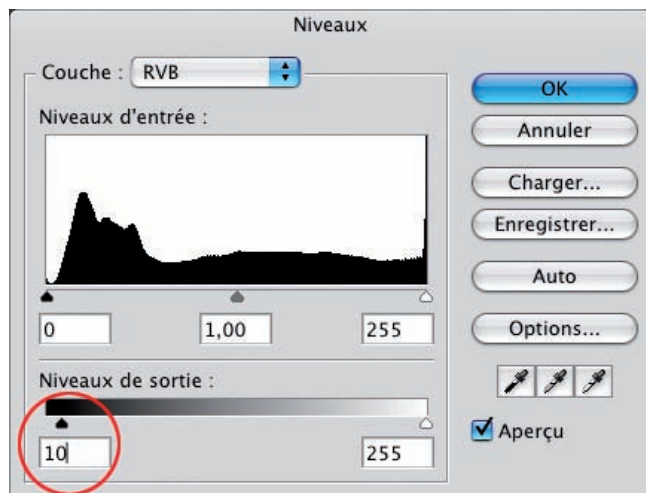 Niveaux
Couche : RVB
OK
Niveaux d'entrée :
Annuler
Charger...
Enregistrer...
Auto
0 1,00 255
Options...
Niveaux de sortie :
Aperçu
10 255